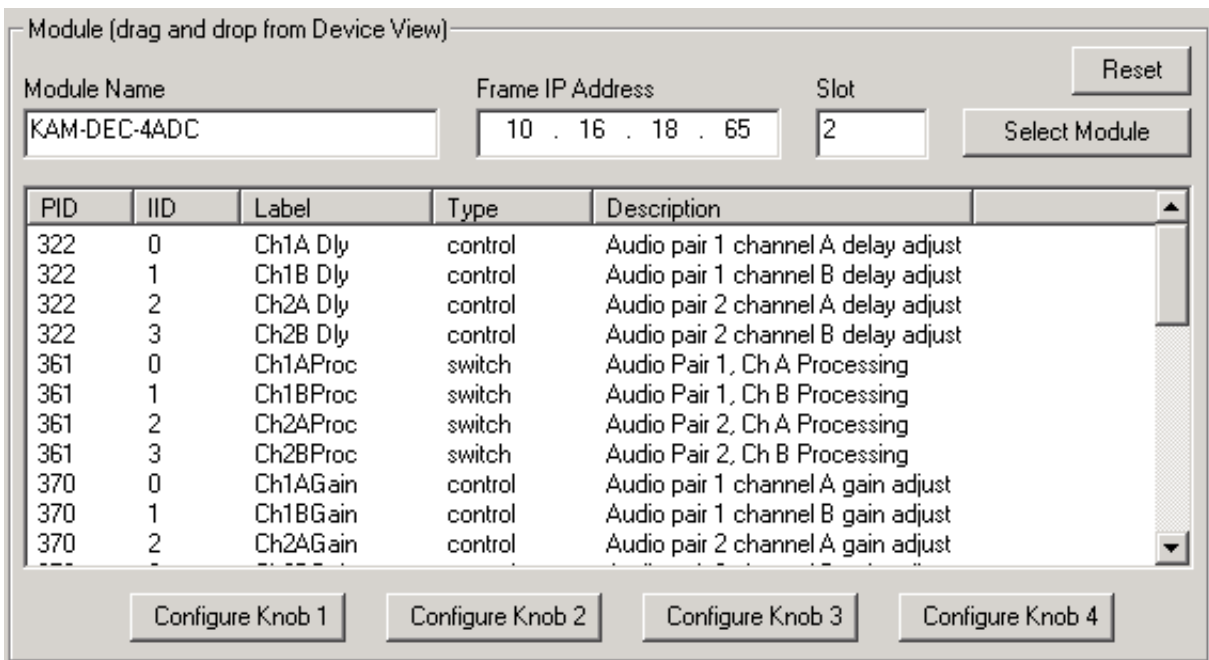 Module (drag and drop from Device View)
Reset
Module Name Frame IP Address Slot
KAM-DEC-4ADC 10 . 16 . 18 . 65 2 Select Module
PID IID Label Type Description
322 0 Ch1A Dly control Audio pair 1 channel A delay adjust
322 1 Ch1B Dly control Audio pair 1 channel B delay adjust
322 2 Ch2A Dly control Audio pair 2 channel A delay adjust
322 3 Ch2B Dly control Audio pair 2 channel B delay adjust
361 0 Ch1AProc switch Audio Pair 1, Ch A Processing
361 1 Ch1BProc switch Audio Pair 1, Ch B Processing
361 2 Ch2AProc switch Audio Pair 2, Ch A Processing
361 3 Ch2BProc switch Audio Pair 2, Ch B Processing
370 0 Ch1AGain control Audio pair 1 channel A gain adjust
370 1 Ch1BGain control Audio pair 1 channel B gain adjust
370 2 Ch2AGain control Audio pair 2 channel A gain adjust
Configure Knob 1 Configure Knob 2 Configure Knob 3 Configure Knob 4